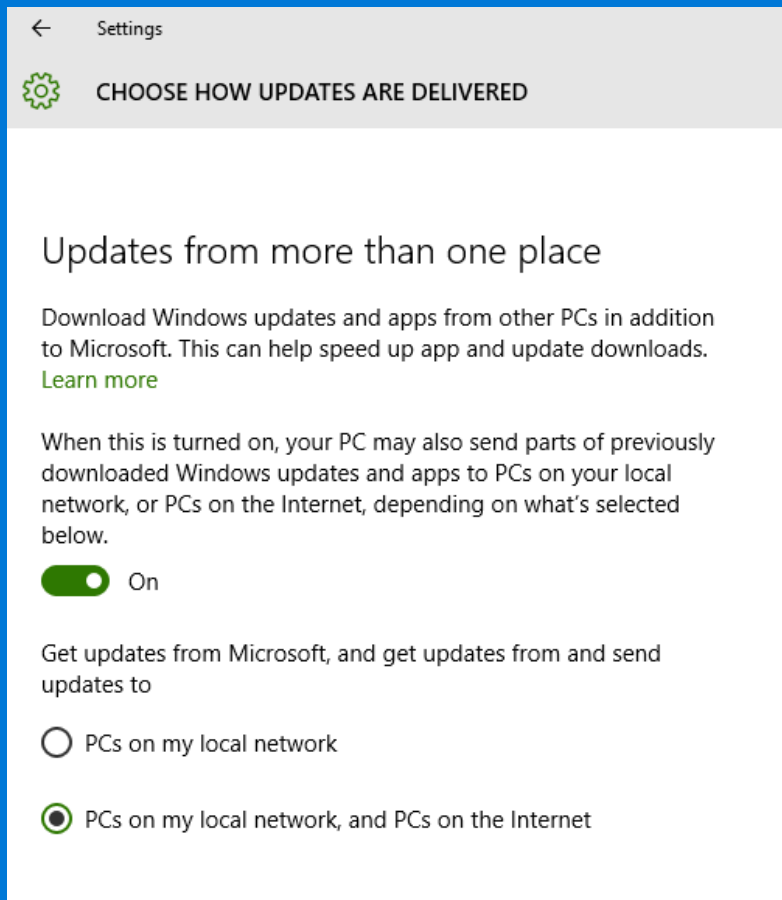 Settings
CHOOSE HOW UPDATES ARE DELIVERED
Updates from more than one place
Download Windows updates and apps from other PCs in addition
to Microsoft. This can help speed up app and update downloads.
Learn more
When this is turned on, your PC may also send parts of previously
downloaded Windows updates and apps to PCs on your local
network, or PCs on the Internet, depending on what's selected
below.
On
Get updates from Microsoft, and get updates from and send
updates to
PCs on my local network
PCs on my local network, and PCs on the Internet